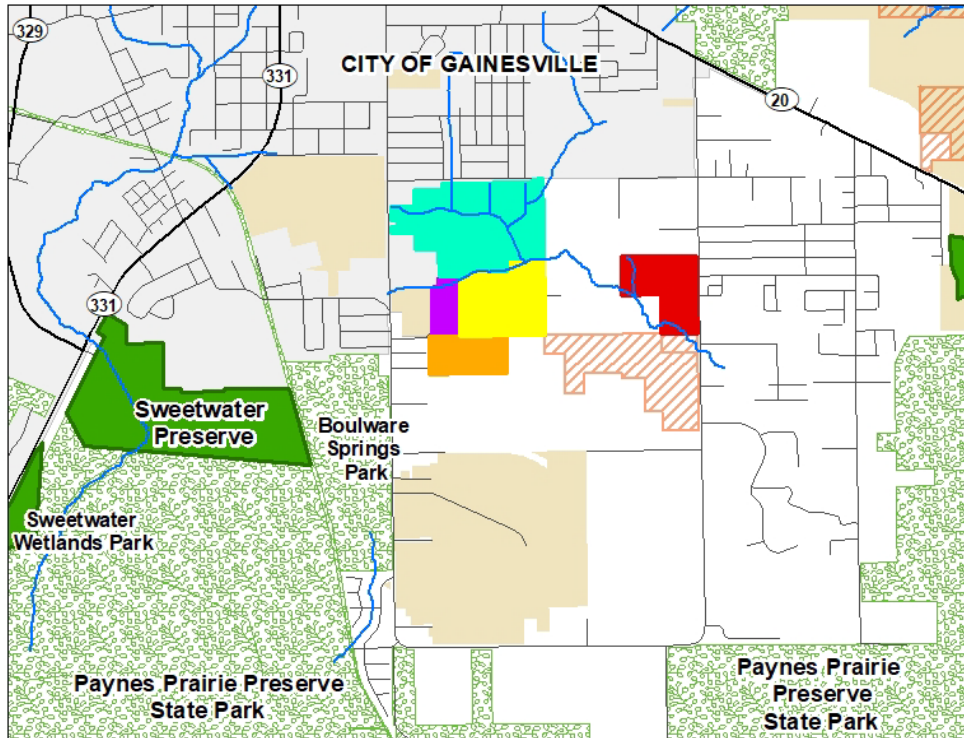 329
331
CITY OF GAINESVILLE
20
331
Sweetwater
Preserve
Boulware
Springs
Park
Sweetwater
Wetlands Park
Paynes Prairie Preserve
State Park
Paynes Prairie
Preserve
State Park